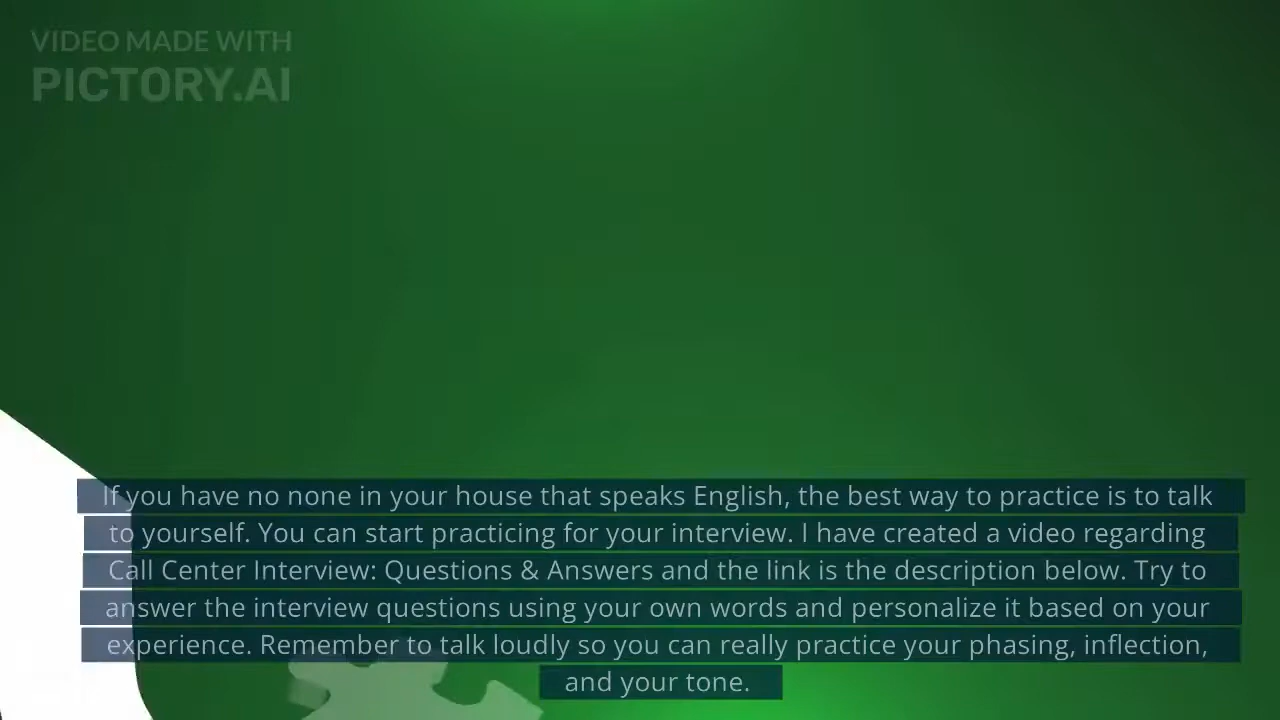 VIDEO MADE WITH
PICTORY.AI
If you have no none in your house that speaks English, the best way to practice is to talk
to yourself. You can start practicing for your interview. I have created a video regarding
Call Center Interview: Questions & Answers and the link is the description below. Try to
answer the interview questions using your own words and personalize it based on your
experience. Remember to talk loudly so you can really practice your phasing, inflection,
and your tone.